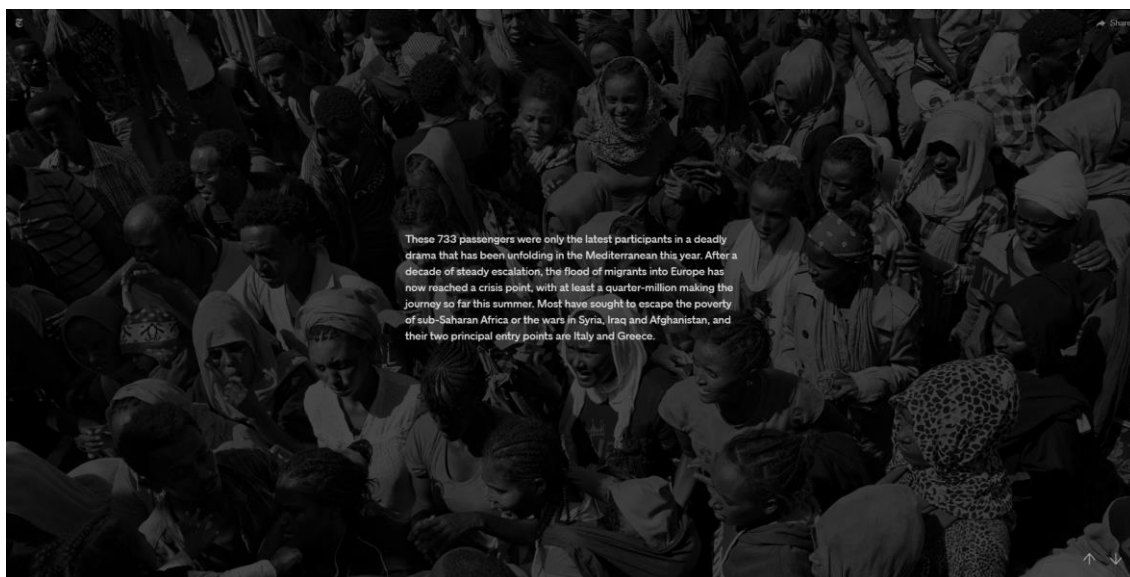 T
Share
These 733 passengers were only the latest participants in a deadly
drama that has been unfolding in the Mediterranean this year. After a
decade of steady escalation, the flood of migrants into Europe has
now reached a crisis point, with at least a quarter-million making the
journey so far this summer. Most have sought to escape the poverty
of sub-Saharan Africa or the wars in Syria, Iraq and Afghanistan, and
their two principal entry points are Italy and Greece.